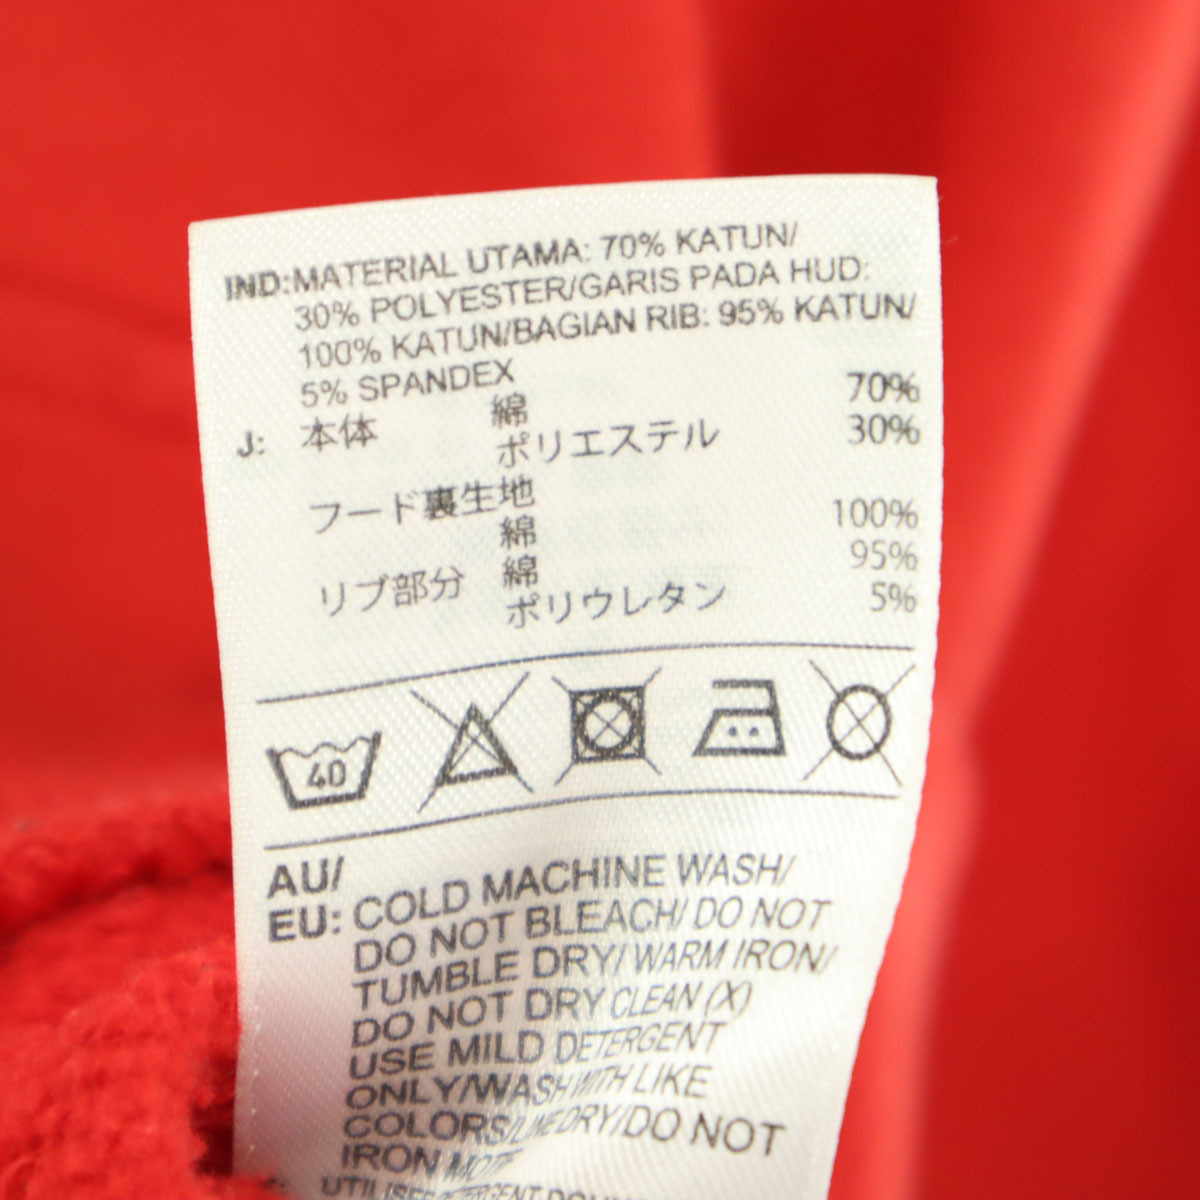 IND:MATERIAL UTAMA: 70% KATUN/
30% POLYESTER/GARIS PADA HUD:
100% KATUN/BAGIAN RIB: 95% KATUN/
5% SPANDEX
J: 本体 綿 70%
ポリエステル 30%
フード裏生地
綿 100%
リブ部分 綿 95%
ポリウレタン 5%
40
AU/
EU: COLD MACHINE WASH/
DO NOT BLEACH/DO NOT
TUMBLE DRY/WARM IRON/
DO NOT DRY CLEAN (X)
USE MILD DETERGENT
ONLY/WASH WITH LIKE
COLORS/LINE DRY/DO NOT
IRON MOTIF
UTILISER DETERGENT